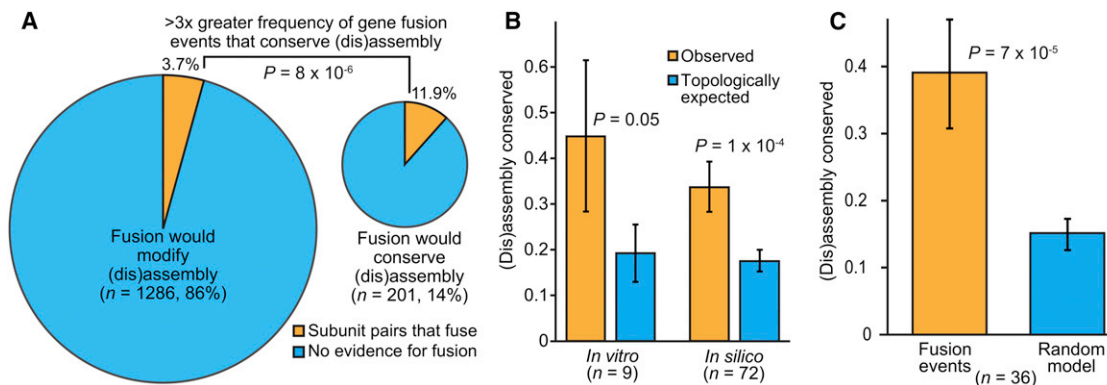 A
>3x greater frequency of gene fusion
events that conserve (dis)assembly
3.7%
P = 8 x 10-6
11.9%
Fusion would
modify
(dis)assembly
(n = 1286, 86%)
Fusion would
conserve
(dis)assembly
(n = 201, 14%)
Subunit pairs that fuse
No evidence for fusion
B
(Dis)assembly conserved
0.6
0.5
0.4
0.3
0.2
0.1
0
Observed
Topologically
expected
P = 0.05
P = 1 x 10-4
In vitro
(n = 9)
In silico
(n = 72)
C
(Dis)assembly conserved
0.4
0.3
0.2
0.1
0
P = 7 x 10-5
Fusion
events
Random
model
(n = 36)